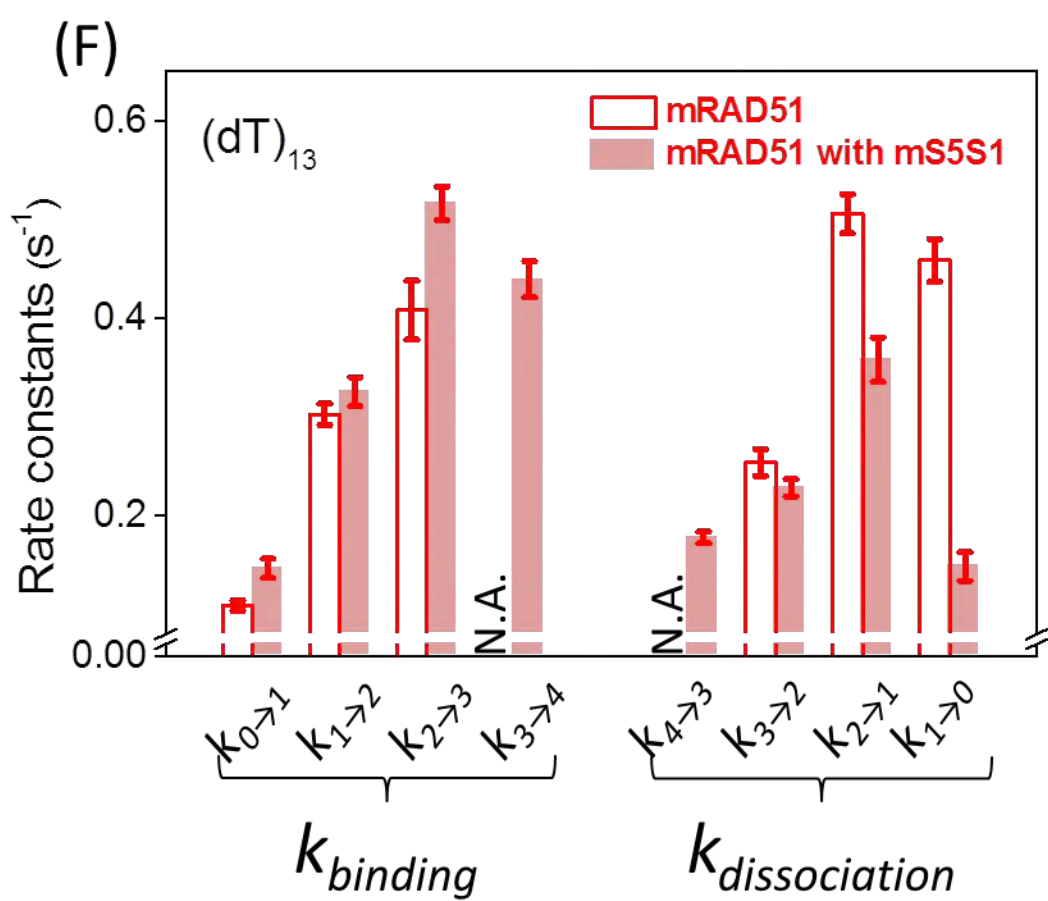 (F)
(dT)13
mRAD51
mRAD51 with mS5S1
Rate constants (s-1)
0.6
0.4
0.2
0.00
N.A.
N.A.
k0→1
k1→2
k2→3
k3→4
k4→3
k3→2
k2→1
k1→0
kbinding
kdissociation